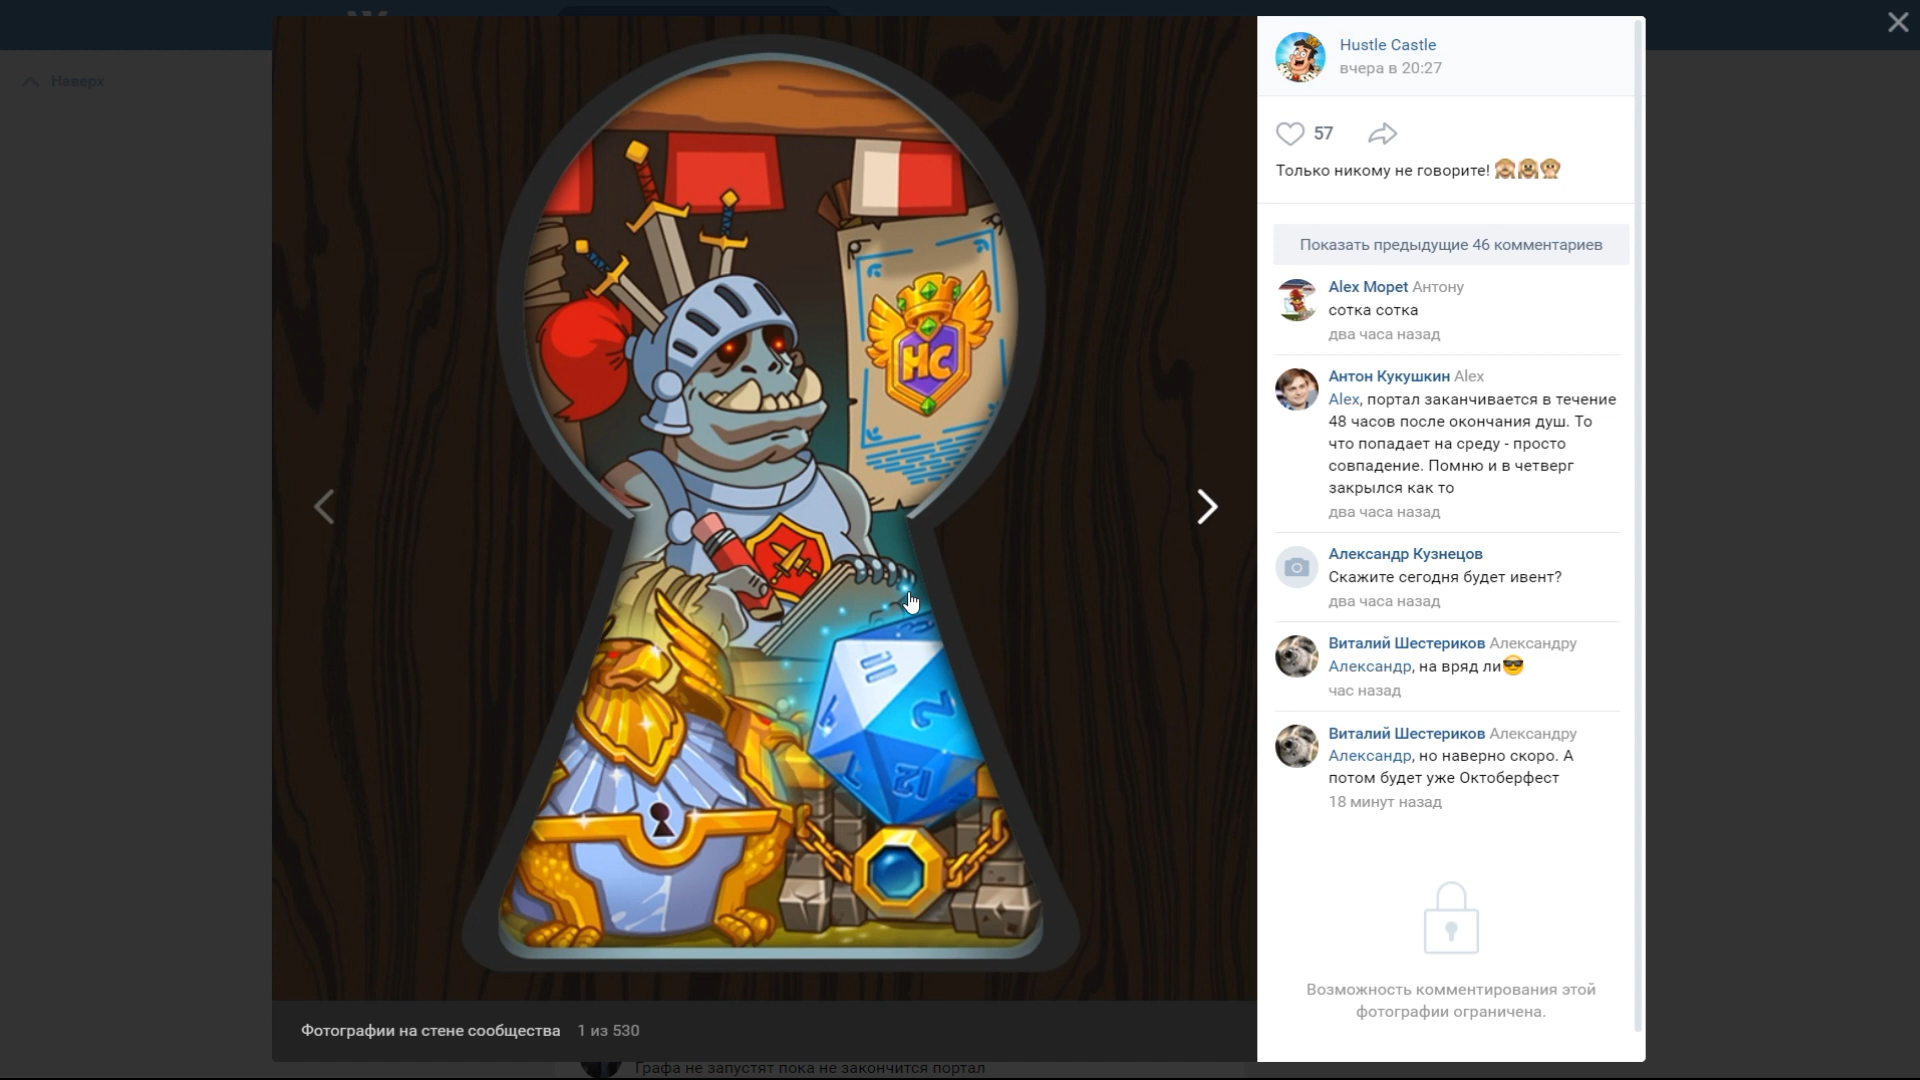 Наверх
Hustle Castle
вчера в 20:27
57
Только никому не говорите!
Показать предыдущие 46 комментариев
Alex Морет Антону
сотка сотка
два часа назад
Антон Кукушкин Alex
Alex, портал заканчивается в течение
48 часов после окончания душ. То
что попадает на среду - просто
совпадение. Помню и в четверг
закрылся как то
два часа назад
Александр Кузнецов
Скажите сегодня будет ивент?
два часа назад
Виталий Шестериков Александру
Александр, на вряд ли
час назад
Виталий Шестериков Александру
Александр, но наверно скоро. А
потом будет уже Октоберфест
18 минут назад
Возможность комментирования этой
фотографии ограничена.
HC
2
7
12
Фотографии на стене сообщества 1 из 530
Графа не запустят пока не закончится портал